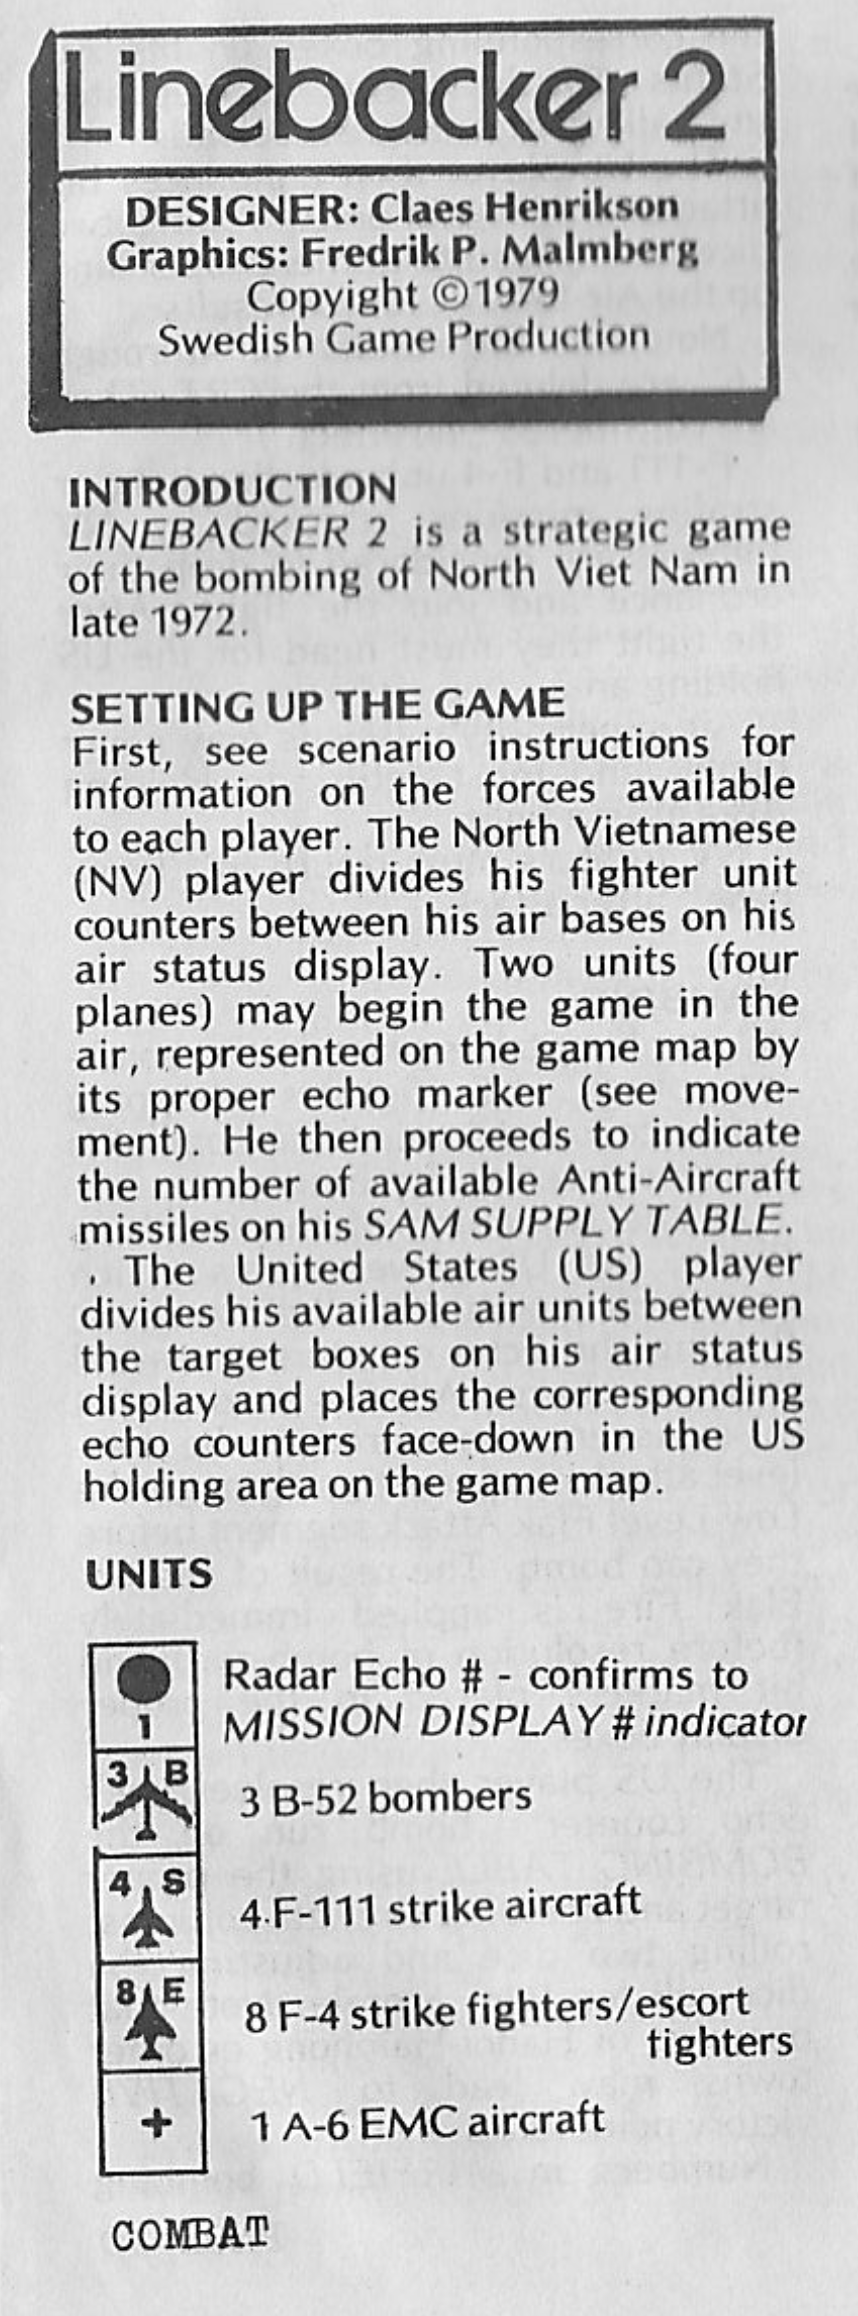 Linebacker 2
DESIGNER: Claes Henrikson
Graphics: Fredrik P. Malmberg
Copyright ©1979
Swedish Game Production
INTRODUCTION
LINEBACKER 2 is a strategic game
of the bombing of North Viet Nam in
late 1972.
SETTING UP THE GAME
First, see scenario instructions for
information on the forces available
to each player. The North Vietnamese
(NV) player divides his fighter unit
counters between his air bases on his
air status display. Two units (four
planes) may begin the game in the
air, represented on the game map by
its proper echo marker (see move-
ment). He then proceeds to indicate
the number of available Anti-Aircraft
missiles on his SAM SUPPLY TABLE.
The United States (US) player
divides his available air units between
the target boxes on his air status
display and places the corresponding
echo counters face-down in the US
holding area on the game map.
UNITS
1 Radar Echo # - confirms to
MISSION DISPLAY # indicator
3 B 3 B-52 bombers
4 S 4 F-111 strike aircraft
8 E 8 F-4 strike fighters/escort
fighters
+ 1 A-6 EMC aircraft
COMBAT